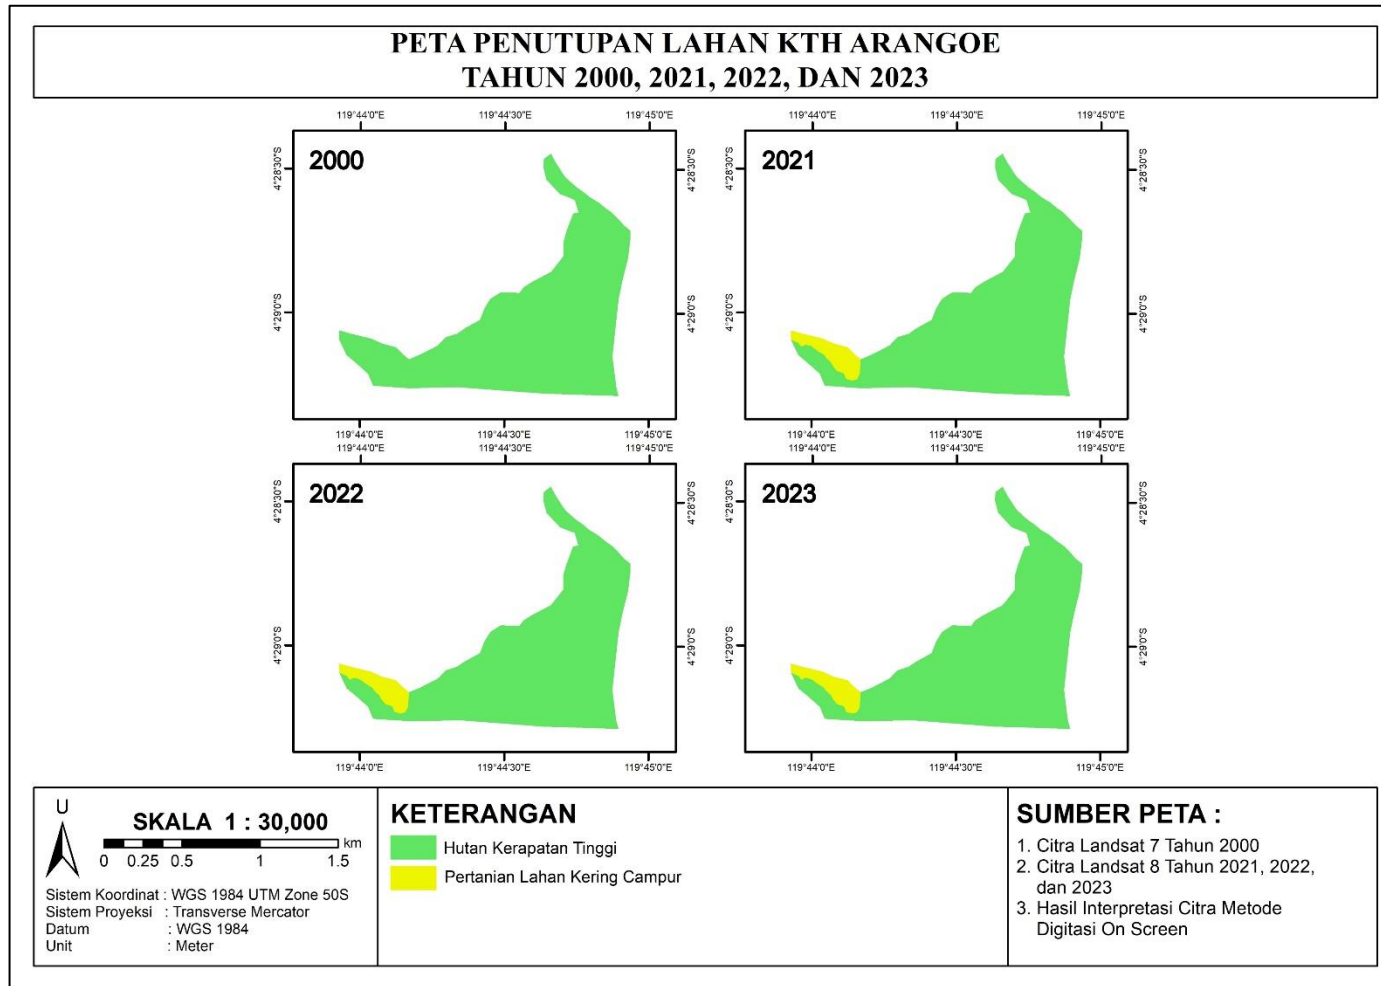 PETA PENUTUPAN LAHAN KTH ARANGOE
TAHUN 2000, 2021, 2022, DAN 2023
119°44'0"E 119°44'30"E 119°45'0"E
2000
4°28'30"S 4°28'30"S
4°29'0"S 4°29'0"S
119°44'0"E 119°44'30"E 119°45'0"E
119°44'0"E 119°44'30"E 119°45'0"E
2021
4°28'30"S 4°28'30"S
4°29'0"S 4°29'0"S
119°44'0"E 119°44'30"E 119°45'0"E
119°44'0"E 119°44'30"E 119°45'0"E
2022
4°28'30"S 4°28'30"S
4°29'0"S 4°29'0"S
119°44'0"E 119°44'30"E 119°45'0"E
119°44'0"E 119°44'30"E 119°45'0"E
2023
4°28'30"S 4°28'30"S
4°29'0"S 4°29'0"S
119°44'0"E 119°44'30"E 119°45'0"E
U
SKALA 1 : 30,000
km
0 0.25 0.5 1 1.5
Sistem Koordinat : WGS 1984 UTM Zone 50S
Sistem Proyeksi : Transverse Mercator
Datum : WGS 1984
Unit : Meter
KETERANGAN
Hutan Kerapatan Tinggi
Pertanian Lahan Kering Campur
SUMBER PETA :
1. Citra Landsat 7 Tahun 2000
2. Citra Landsat 8 Tahun 2021, 2022,
dan 2023
3. Hasil Interpretasi Citra Metode
Digitasi On Screen